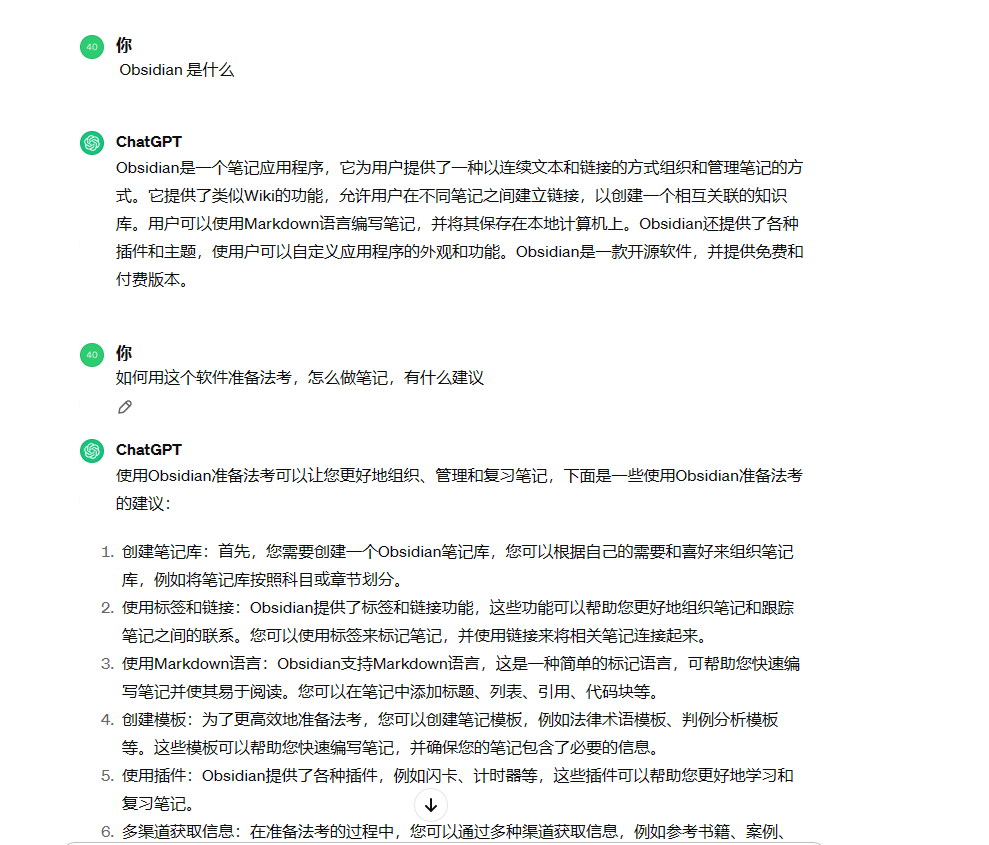 40 你
Obsidian 是什么
ChatGPT
Obsidian是一个笔记应用程序，它为用户提供了一种以连续文本和链接的方式组织和管理笔记的方
式。它提供了类似Wiki的功能，允许用户在不同笔记之间建立链接，以创建一个相互关联的知识
库。用户可以使用Markdown语言编写笔记，并将其保存在本地计算机上。Obsidian还提供了各种
插件和主题，使用户可以自定义应用程序的外观和功能。Obsidian是一款开源软件，并提供免费和
付费版本。
40 你
如何用这个软件准备法考，怎么做笔记，有什么建议
ChatGPT
使用Obsidian准备法考可以让您更好地组织、管理和复习笔记，下面是一些使用Obsidian准备法考
的建议：
1. 创建笔记库：首先，您需要创建一个Obsidian笔记库，您可以根据自己的需要和喜好来组织笔记
库，例如将笔记库按照科目或章节划分。
2. 使用标签和链接：Obsidian提供了标签和链接功能，这些功能可以帮助您更好地组织笔记和跟踪
笔记之间的联系。您可以使用标签来标记笔记，并使用链接来将相关笔记连接起来。
3. 使用Markdown语言：Obsidian支持Markdown语言，这是一种简单的标记语言，可帮助您快速编
写笔记并使其易于阅读。您可以在笔记中添加标题、列表、引用、代码块等。
4. 创建模板：为了更高效地准备法考，您可以创建笔记模板，例如法律术语模板、判例分析模板
等。这些模板可以帮助您快速编写笔记，并确保您的笔记包含了必要的信息。
5. 使用插件：Obsidian提供了各种插件，例如闪卡、计时器等，这些插件可以帮助您更好地学习和
复习笔记。
6. 多渠道获取信息：在准备法考的过程中，您可以通过多种渠道获取信息，例如参考书籍、案例、